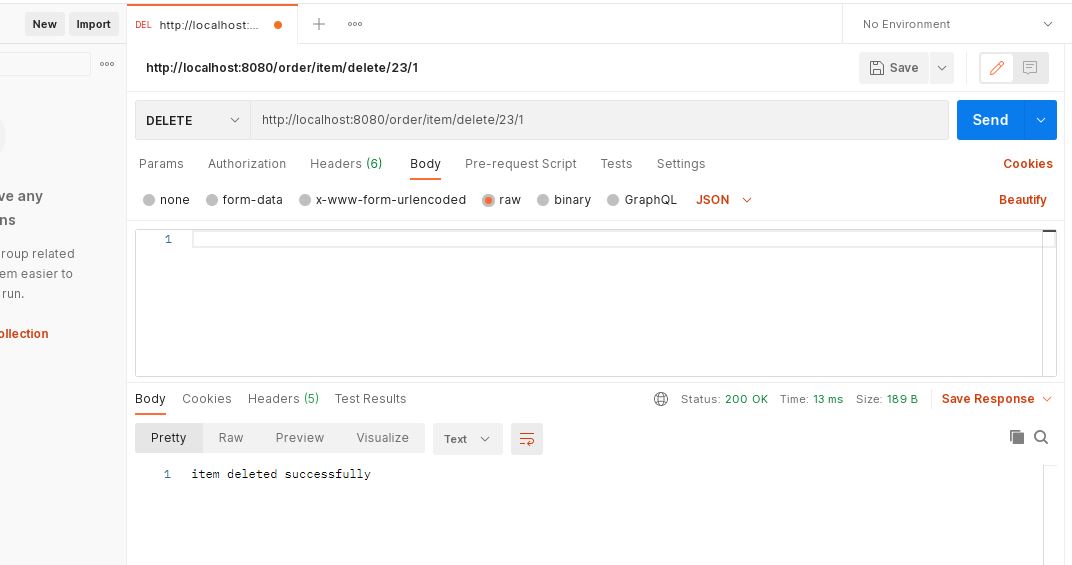 New Import
DEL http://localhost:... No Environment
http://localhost:8080/order/item/delete/23/1 Save
DELETE http://localhost:8080/order/item/delete/23/1 Send
Params Authorization Headers (6) Body Pre-request Script Tests Settings Cookies
none form-data x-www-form-urlencoded raw binary GraphQL JSON Beautify
ve any
ns
roup related
em easier to
run.
ollection
1
Body Cookies Headers (5) Test Results Status: 200 OK Time: 13 ms Size: 189 B Save Response
Pretty Raw Preview Visualize Text
1 item deleted successfully